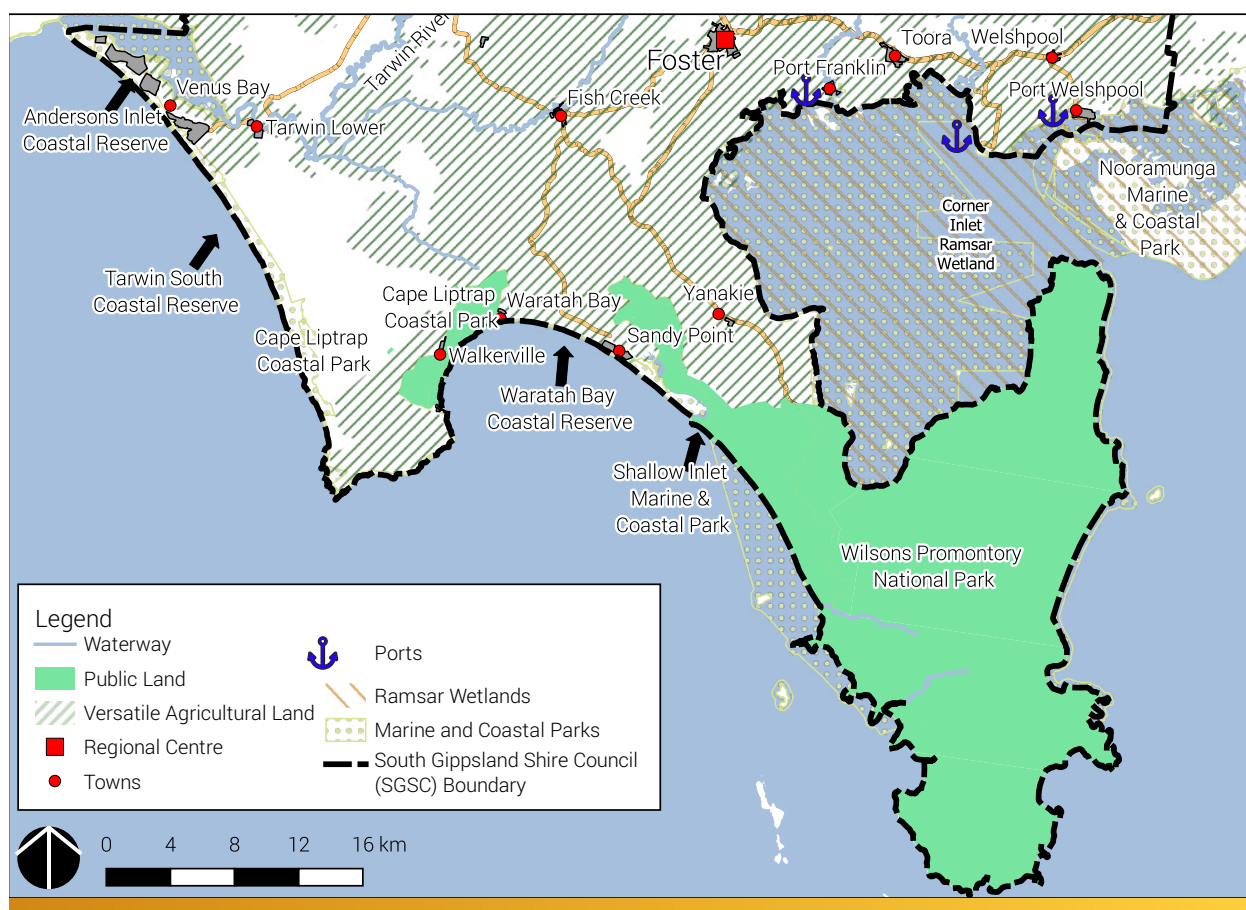 Tarwin River
Toora
Welshpool
Foster
Port Franklin
Venus Bay
Fish Creek
Port Welshpool
Andersons Inlet
Coastal Reserve
Tarwin Lower
Nooramunga
Marine
& Coastal
Park
Corner
Inlet
Ramsar
Wetland
Tarwin South
Coastal Reserve
Cape Liptrap
Coastal Park
Waratah Bay
Yanakie
Cape Liptrap
Coastal Park
Sandy Point
Walkerville
Waratah Bay
Coastal Reserve
Shallow Inlet
Marine &
Coastal Park
Wilsons Promontory
National Park
Legend
Waterway
Public Land
Versatile Agricultural Land
Regional Centre
Towns
Ports
Ramsar Wetlands
Marine and Coastal Parks
South Gippsland Shire Council
(SGSC) Boundary
0 4 8 12 16 km